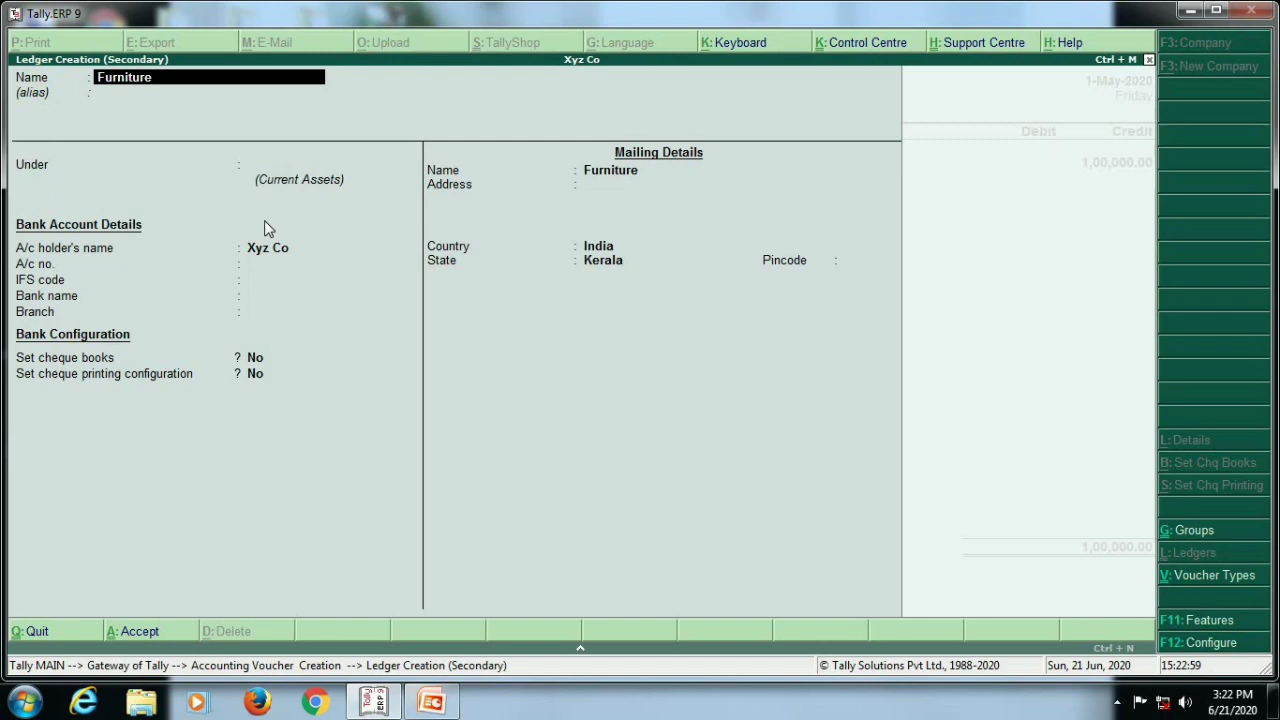 Tally.ERP 9
P: Print E: Export M: E-Mail O: Upload S: TallyShop G: Language K: Keyboard K: Control Centre H: Support Centre H: Help F3: Company
Ledger Creation (Secondary) Xyz Co Ctrl + M
F3: New Company
Name : Furniture
(alias) :
1-May-2020
Friday
Debit Credit
1,00,000.00
Mailing Details
Under :
(Current Assets)
Name : Furniture
Address :
Bank Account Details
A/c holder's name : Xyz Co
Country : India
A/c no. :
State : Kerala Pincode :
IFS code :
Bank name :
Branch :
Bank Configuration
Set cheque books ? No
Set cheque printing configuration ? No
L: Details
B: Set Chq Books
S: Set Chq Printing
G: Groups
1,00,000.00
L: Ledgers
V: Voucher Types
F11: Features
Q: Quit A: Accept D: Delete
F12: Configure
Ctrl + N
Tally MAIN --> Gateway of Tally --> Accounting Voucher Creation --> Ledger Creation (Secondary) © Tally Solutions Pvt Ltd., 1988-2020 Sun, 21 Jun, 2020 15:22:59
3:22 PM
6/21/2020